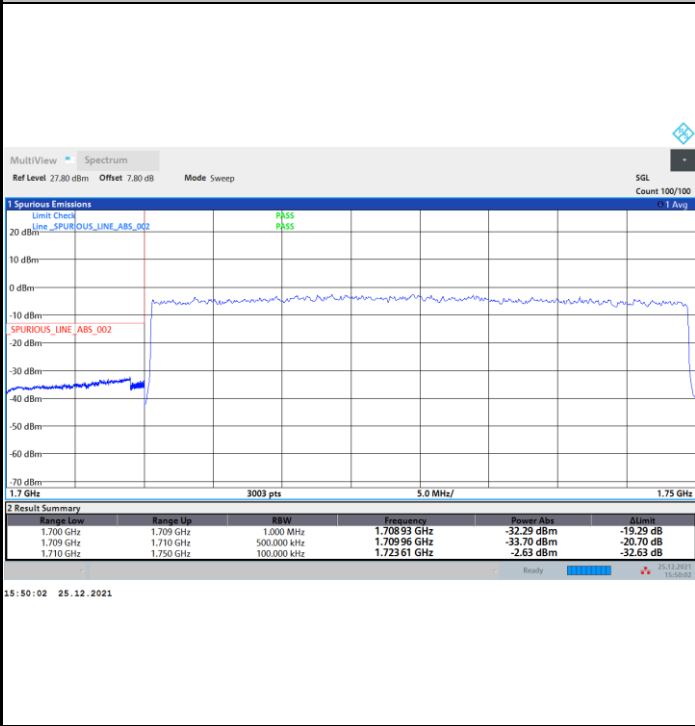 MultiView Spectrum
Ref Level 27.80 dBm Offset 7.80 dB Mode Sweep SGL
Count 100/100
1 Spurious Emissions 1 Avg
Limit Check PASS
Line _SPURIOUS_LINE_ABS_002 PASS
20 dBm
10 dBm
0 dBm
-10 dBm
_SPURIOUS_LINE_ABS_002
-20 dBm
-30 dBm
-40 dBm
-50 dBm
-60 dBm
-70 dBm
1.7 GHz 3003 pts 5.0 MHz/ 1.75 GHz
2 Result Summary
Range Low Range Up RBW Frequency Power Abs ΔLimit
1.700 GHz 1.709 GHz 1.000 MHz 1.70893 GHz -32.29 dBm -19.29 dB
1.709 GHz 1.710 GHz 500.000 kHz 1.70996 GHz -33.70 dBm -20.70 dB
1.710 GHz 1.750 GHz 100.000 kHz 1.72361 GHz -2.63 dBm -32.63 dB
Ready 25.12.2021
15:50:02
15:50:02 25.12.2021